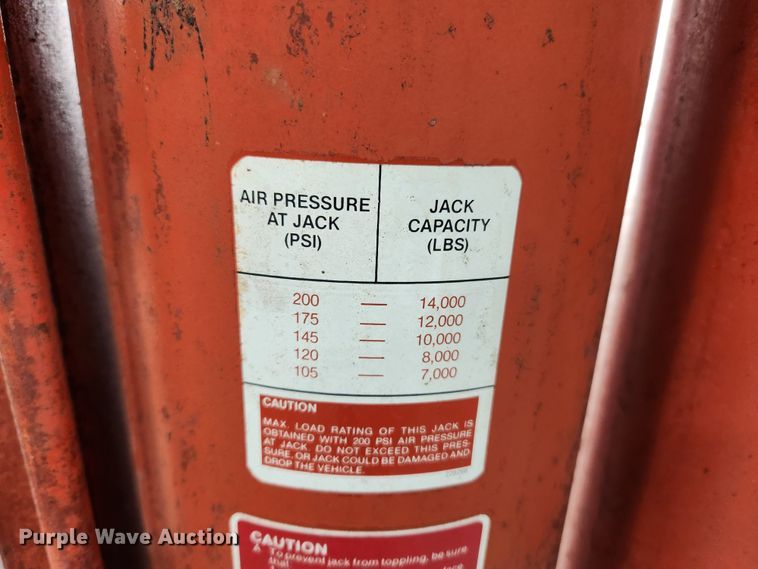 AIR PRESSURE
AT JACK
(PSI)
JACK
CAPACITY
(LBS)
200 — 14,000
175 — 12,000
145 — 10,000
120 — 8,000
105 — 7,000
CAUTION
MAX. LOAD RATING OF THIS JACK IS
OBTAINED WITH 200 PSI AIR PRESSURE
AT JACK. DO NOT EXCEED THIS PRES-
SURE, OR JACK COULD BE DAMAGED AND
DROP THE VEHICLE.
CAUTION
A. To prevent jack from toppling, be sure
that
Purple Wave Auction®